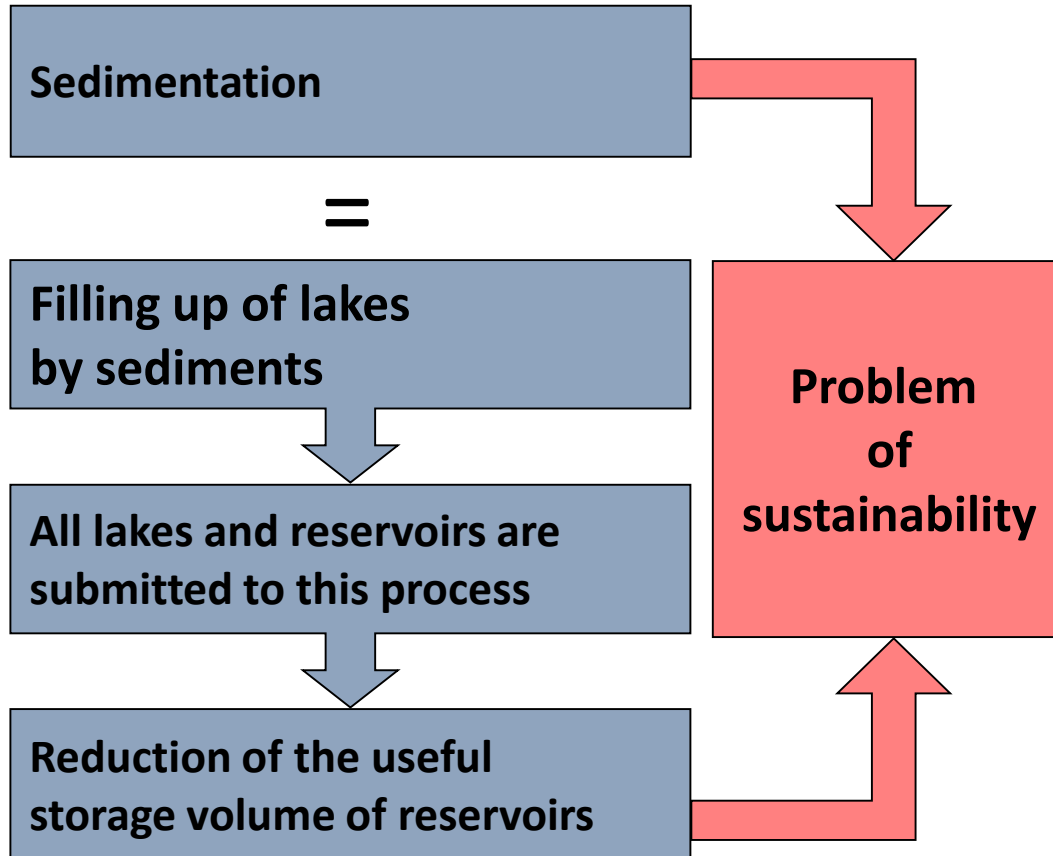 Sedimentation
=
Filling up of lakes
by sediments
All lakes and reservoirs are
submitted to this process
Reduction of the useful
storage volume of reservoirs
Problem
of
sustainability